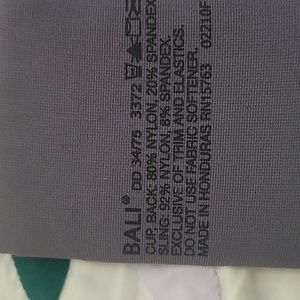 BALI®
DD 34/75 3372
CUP, BACK: 80% NYLON, 20% SPANDEX.
SLING: 92% NYLON, 8% SPANDEX.
EXCLUSIVE OF TRIM AND ELASTICS.
DO NOT USE FABRIC SOFTENER.
MADE IN HONDURAS RN15763 02210F